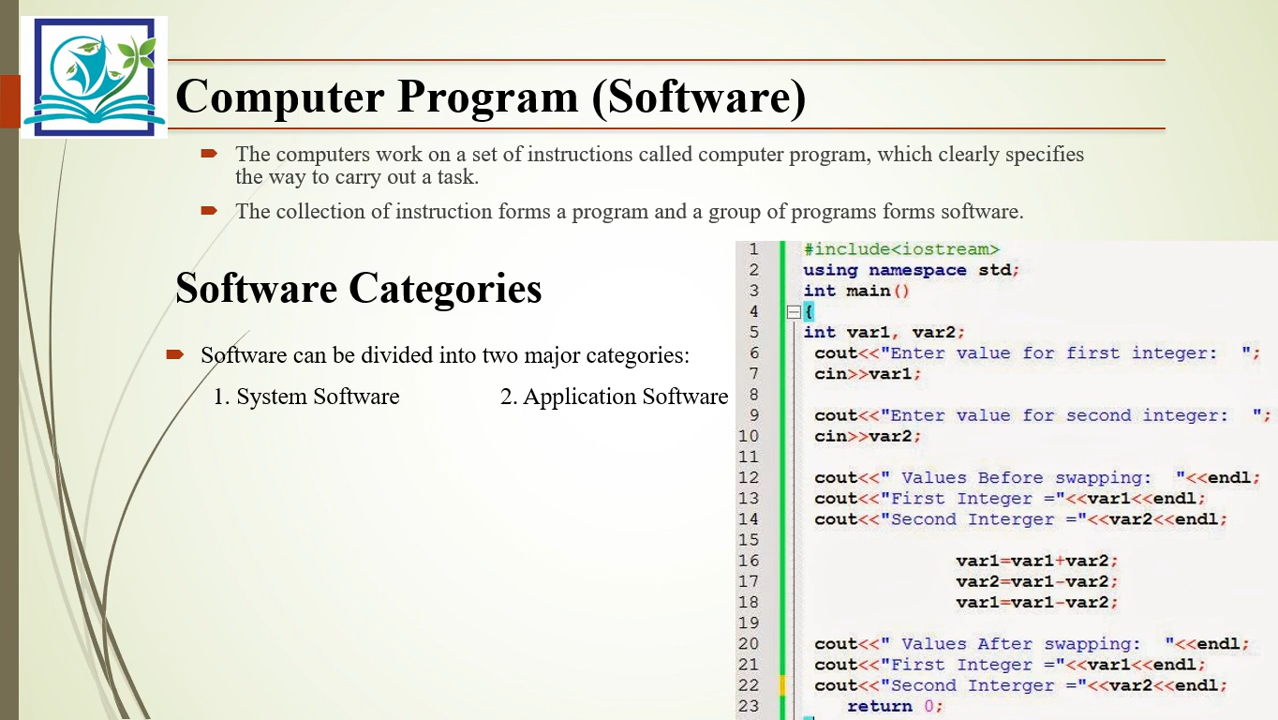 Computer Program (Software)
The computers work on a set of instructions called computer program, which clearly specifies
the way to carry out a task.
The collection of instruction forms a program and a group of programs forms software.
Software Categories
Software can be divided into two major categories:
1. System Software 2. Application Software
1 #include<iostream>
2 using namespace std;
3 int main()
4 {
5 int var1, var2;
6 cout<<"Enter value for first integer:  ";
7 cin>>var1;
8
9 cout<<"Enter value for second integer:  ";
10 cin>>var2;
11
12 cout<<" Values Before swapping:  "<<endl;
13 cout<<"First Integer ="<<var1<<endl;
14 cout<<"Second Interger ="<<var2<<endl;
15
16 var1=var1+var2;
17 var2=var1-var2;
18 var1=var1-var2;
19
20 cout<<" Values After swapping:  "<<endl;
21 cout<<"First Integer ="<<var1<<endl;
22 cout<<"Second Interger ="<<var2<<endl;
23 return 0;